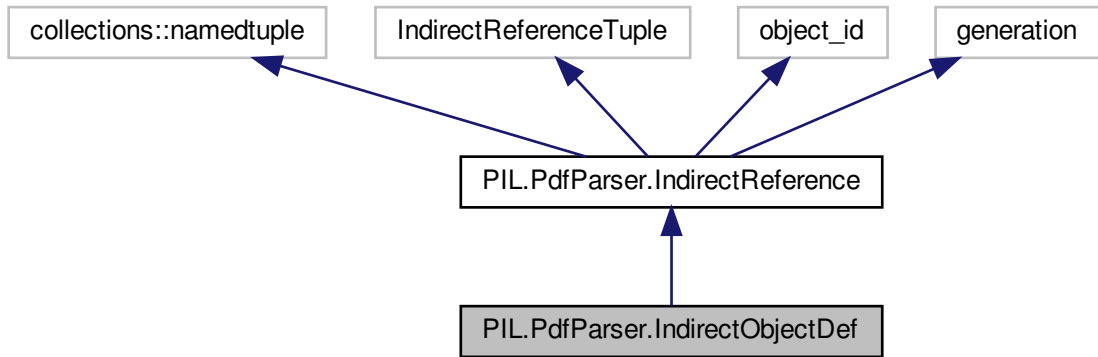 collections::namedtuple
IndirectReferenceTuple
object_id
generation
PIL.PdfParser.IndirectReference
PIL.PdfParser.IndirectObjectDef